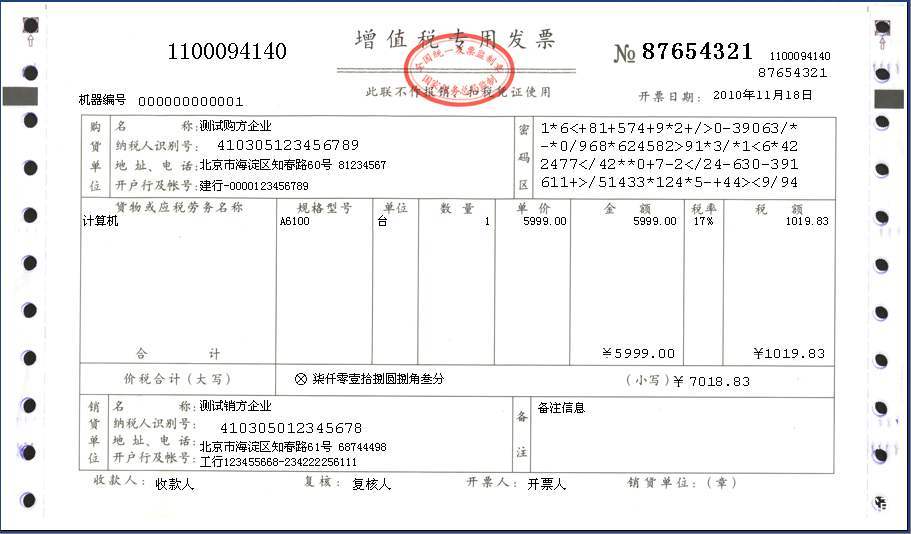 1100094140
增值税专用发票
全国统一发票监制章
国家税务总局监制
№ 87654321 1100094140
87654321
此联不作报销、扣税凭证使用
机器编号 000000000001
开票日期: 2010年11月18日
购货单位
名 称:测试购方企业
纳税人识别号: 410305123456789
地址、电话:北京市海淀区知春路60号 81234567
开户行及帐号:建行-0000123456789
密码区
1*6<+81+574+9*2+/>0-39063/*
-*0/968*624582>91*3/*1<6*42
2477</42**0+7-2</24-630-391
611+>/51433*124*5-+44><9/94
货物或应税劳务名称 规格型号 单位 数量 单价 金额 税率 税额
计算机 A6100 台 1 5999.00 5999.00 17% 1019.83
合 计 ¥5999.00 ¥1019.83
价税合计(大写) ⊗ 柒仟零壹拾捌圆捌角叁分 (小写)¥ 7018.83
销货单位
名 称:测试销方企业
纳税人识别号: 410305012345678
地址、电话:北京市海淀区知春路61号 68744498
开户行及帐号:工行123455668-234222256111
备注
备注信息
收款人: 收款人 复核: 复核人 开票人: 开票人 销货单位:(章)